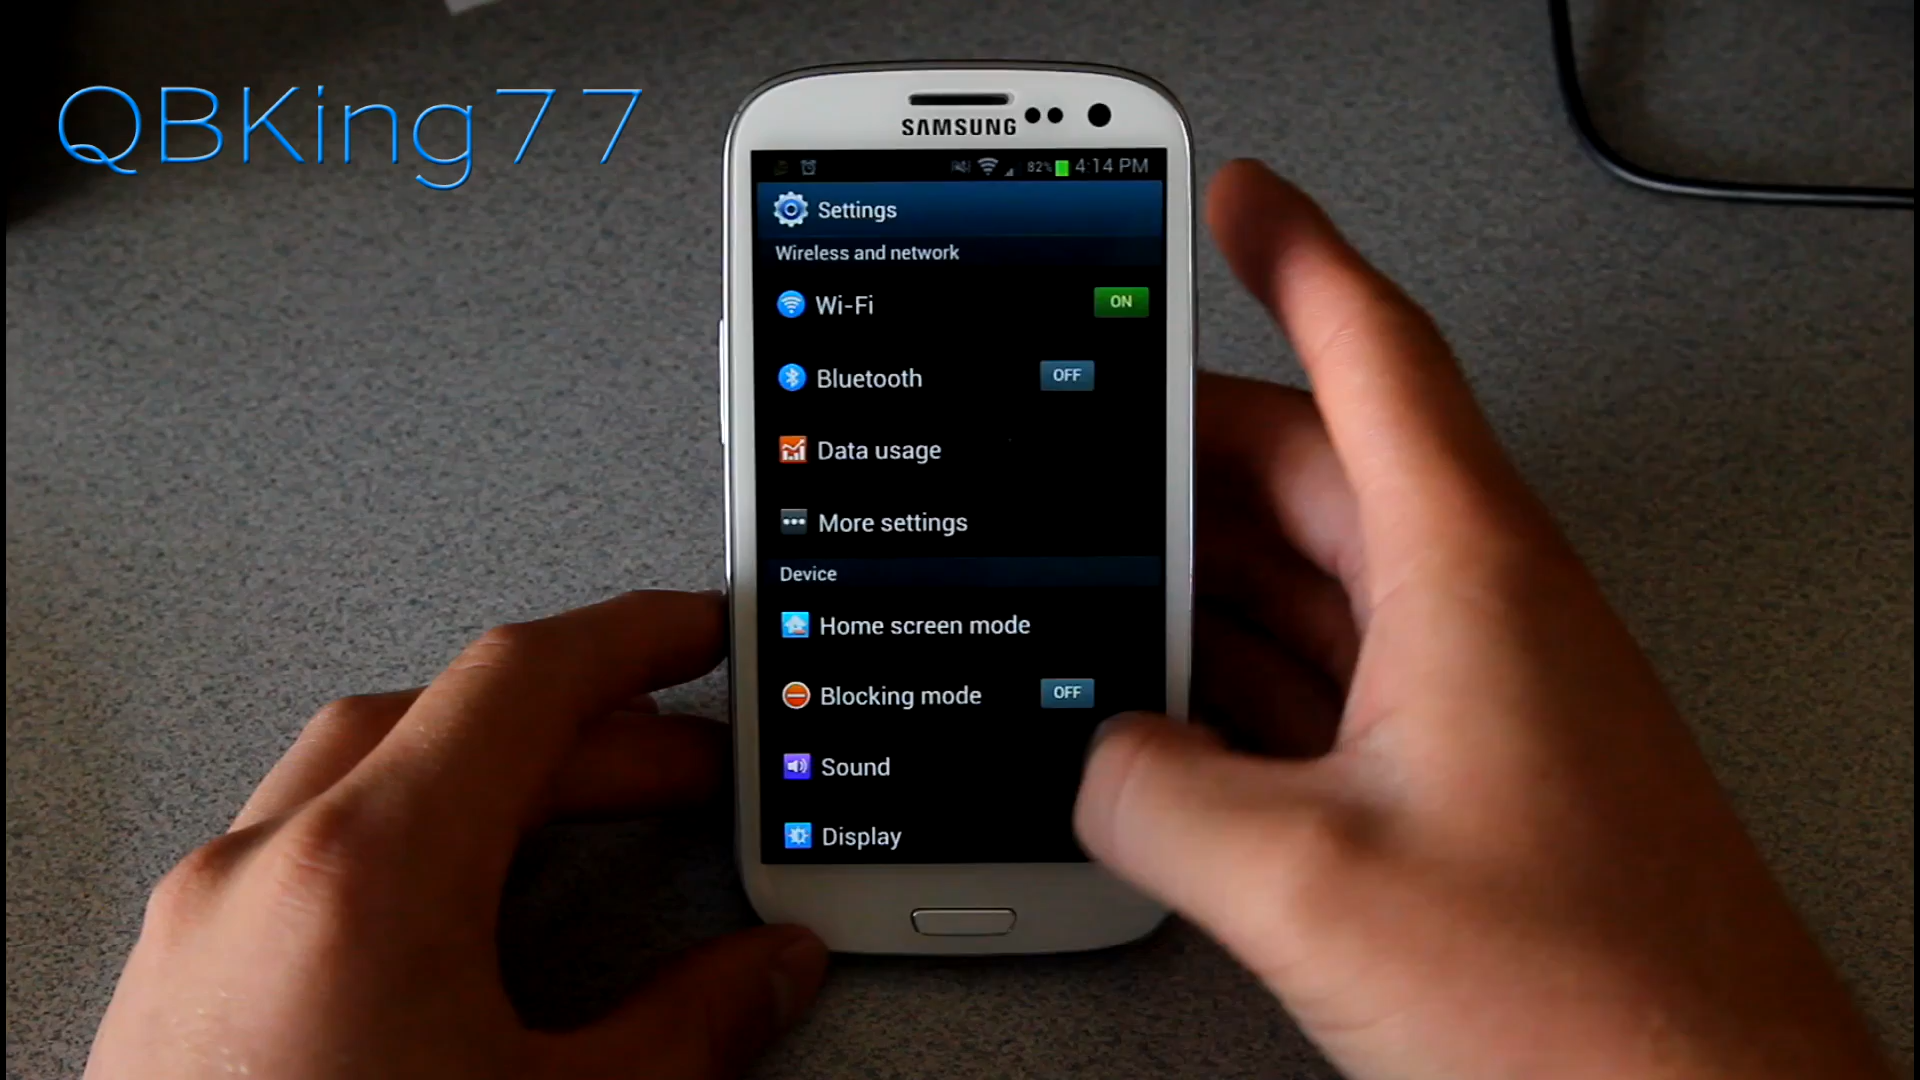 QBKing77
SAMSUNG
82% 4:14 PM
Settings
Wireless and network
Wi-Fi ON
Bluetooth OFF
Data usage
More settings
Device
Home screen mode
Blocking mode OFF
Sound
Display